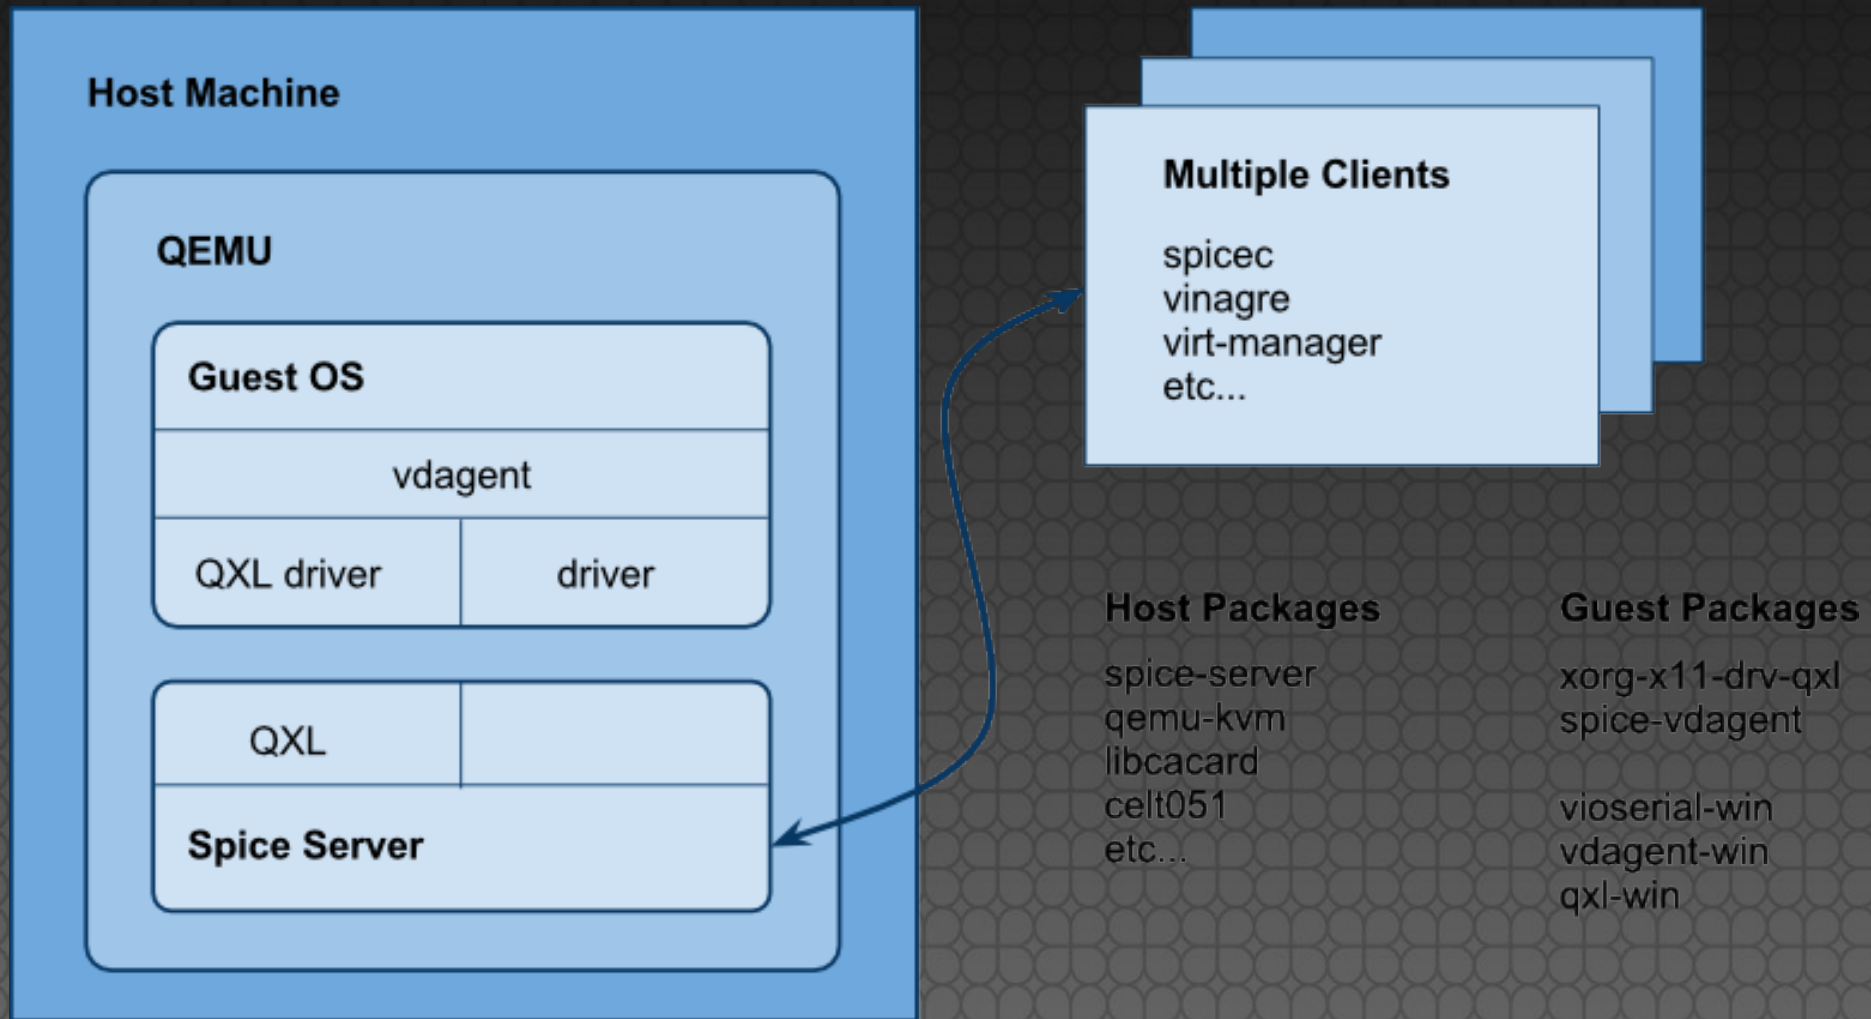 Host Machine
QEMU
Guest OS
vdagent
QXL driver
driver
QXL
Spice Server
Multiple Clients
spicec
vinagre
virt-manager
etc...
Host Packages
spice-server
qemu-kvm
libcacard
celt051
etc...
Guest Packages
xorg-x11-drv-qxl
spice-vdagent
vioserial-win
vdagent-win
qxl-win